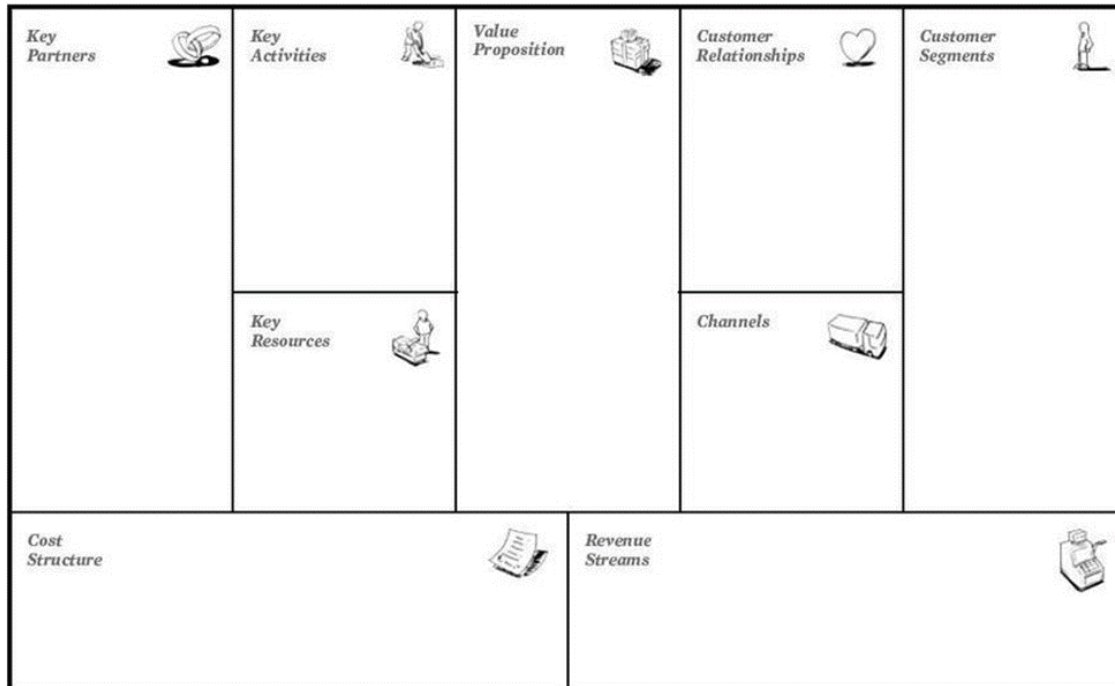 Key
Partners
Key
Activities
Value
Proposition
Customer
Relationships
Customer
Segments
Key
Resources
Channels
Cost
Structure
Revenue
Streams